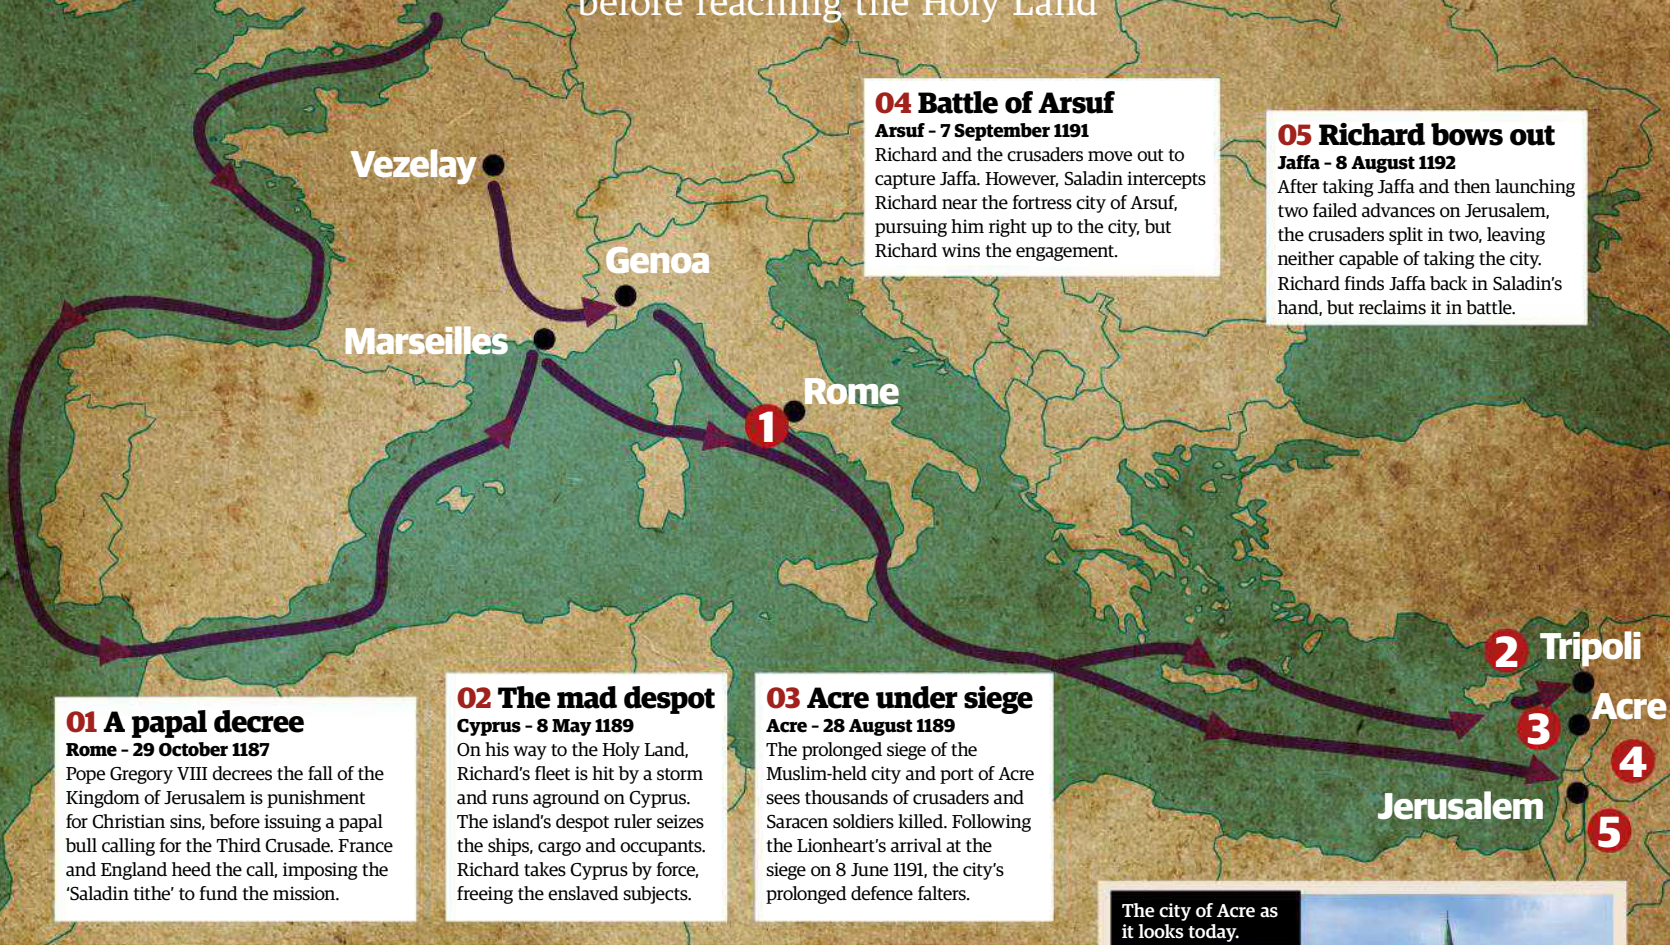 before reaching the Holy Land
Vezelay
Genoa
Marseilles
Rome
1
2
Tripoli
3
Acre
4
Jerusalem
5
04 Battle of Arsuf
Arsuf – 7 September 1191
Richard and the crusaders move out to
capture Jaffa. However, Saladin intercepts
Richard near the fortress city of Arsuf,
pursuing him right up to the city, but
Richard wins the engagement.
05 Richard bows out
Jaffa – 8 August 1192
After taking Jaffa and then launching
two failed advances on Jerusalem,
the crusaders split in two, leaving
neither capable of taking the city.
Richard finds Jaffa back in Saladin's
hand, but reclaims it in battle.
01 A papal decree
Rome – 29 October 1187
Pope Gregory VIII decrees the fall of the
Kingdom of Jerusalem is punishment
for Christian sins, before issuing a papal
bull calling for the Third Crusade. France
and England heed the call, imposing the
'Saladin tithe' to fund the mission.
02 The mad despot
Cyprus – 8 May 1189
On his way to the Holy Land,
Richard's fleet is hit by a storm
and runs aground on Cyprus.
The island's despot ruler seizes
the ships, cargo and occupants.
Richard takes Cyprus by force,
freeing the enslaved subjects.
03 Acre under siege
Acre – 28 August 1189
The prolonged siege of the
Muslim-held city and port of Acre
sees thousands of crusaders and
Saracen soldiers killed. Following
the Lionheart's arrival at the
siege on 8 June 1191, the city's
prolonged defence falters.
The city of Acre as
it looks today.